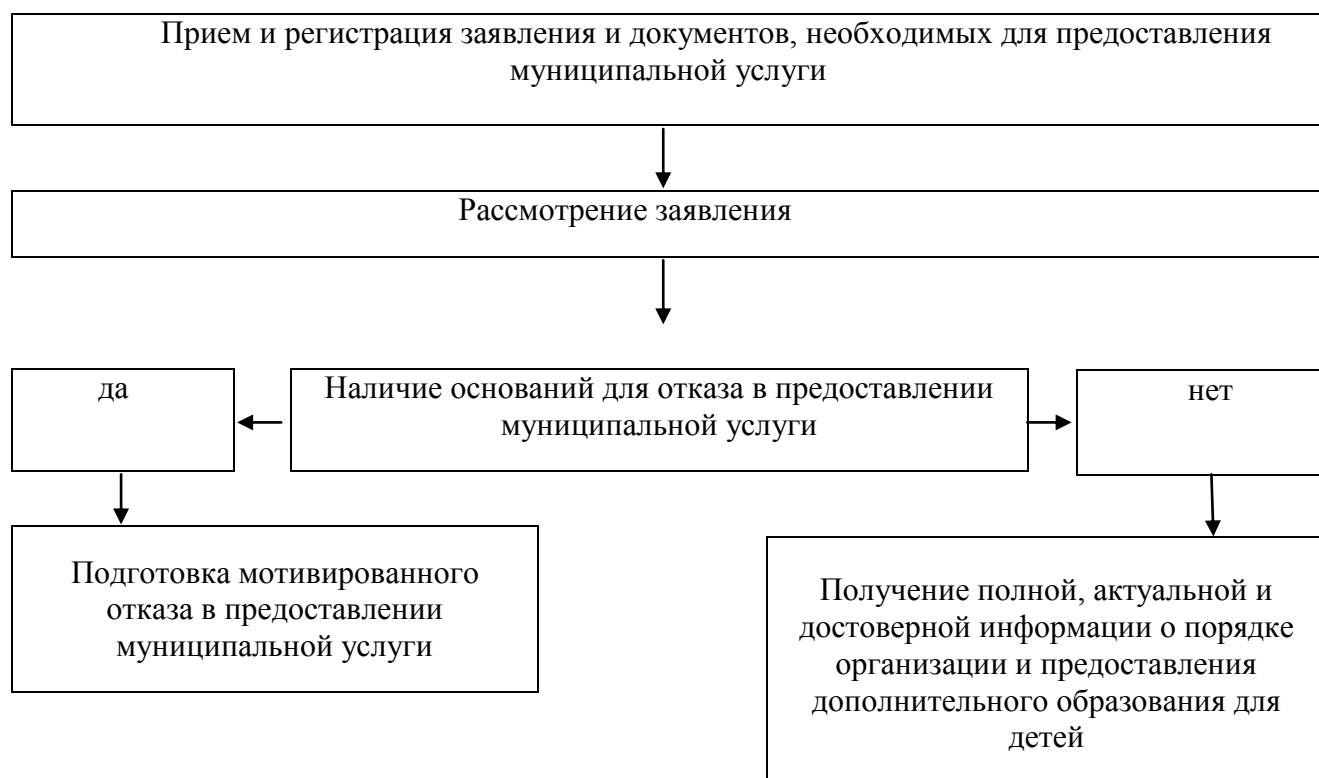 Прием и регистрация заявления и документов, необходимых для предоставления
муниципальной услуги
Рассмотрение заявления
да
Наличие оснований для отказа в предоставлении
муниципальной услуги
нет
Подготовка мотивированного
отказа в предоставлении
муниципальной услуги
Получение полной, актуальной и
достоверной информации о порядке
организации и предоставления
дополнительного образования для
детей